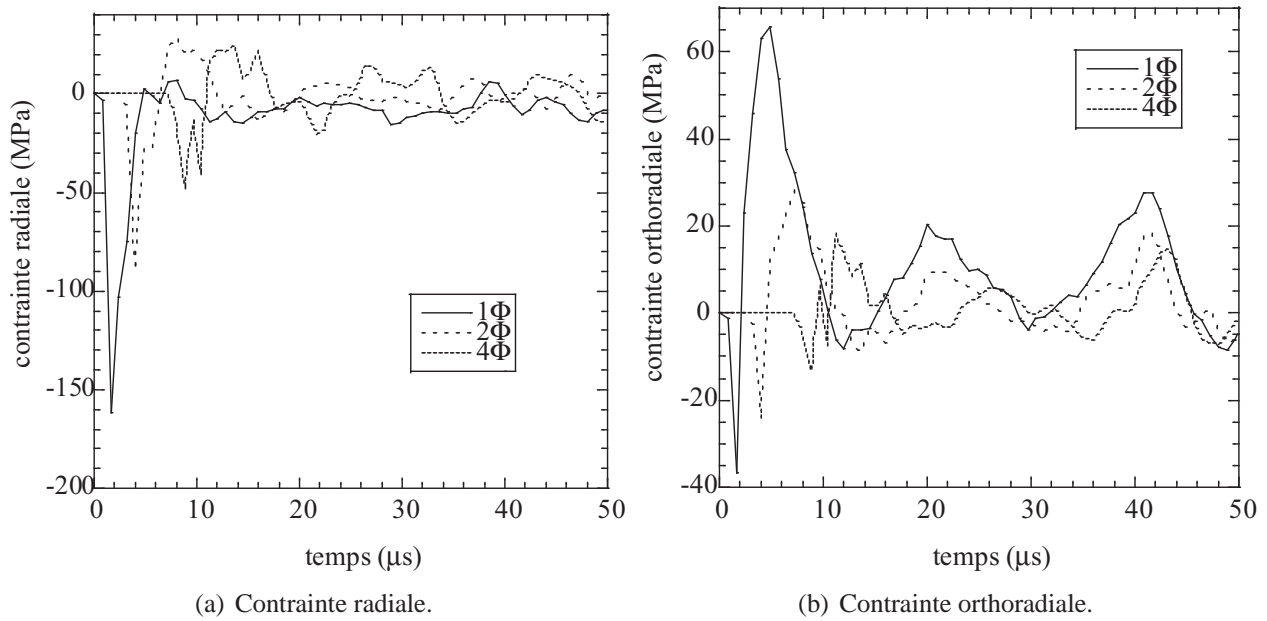 contrainte radiale (MPa)
0
-50
-100
-150
-200
0
10
20
30
40
50
temps (µs)
1Φ
2Φ
4Φ
(a) Contrainte radiale.
contrainte orthoradiale (MPa)
60
40
20
0
-20
-40
0
10
20
30
40
50
temps (µs)
1Φ
2Φ
4Φ
(b) Contrainte orthoradiale.